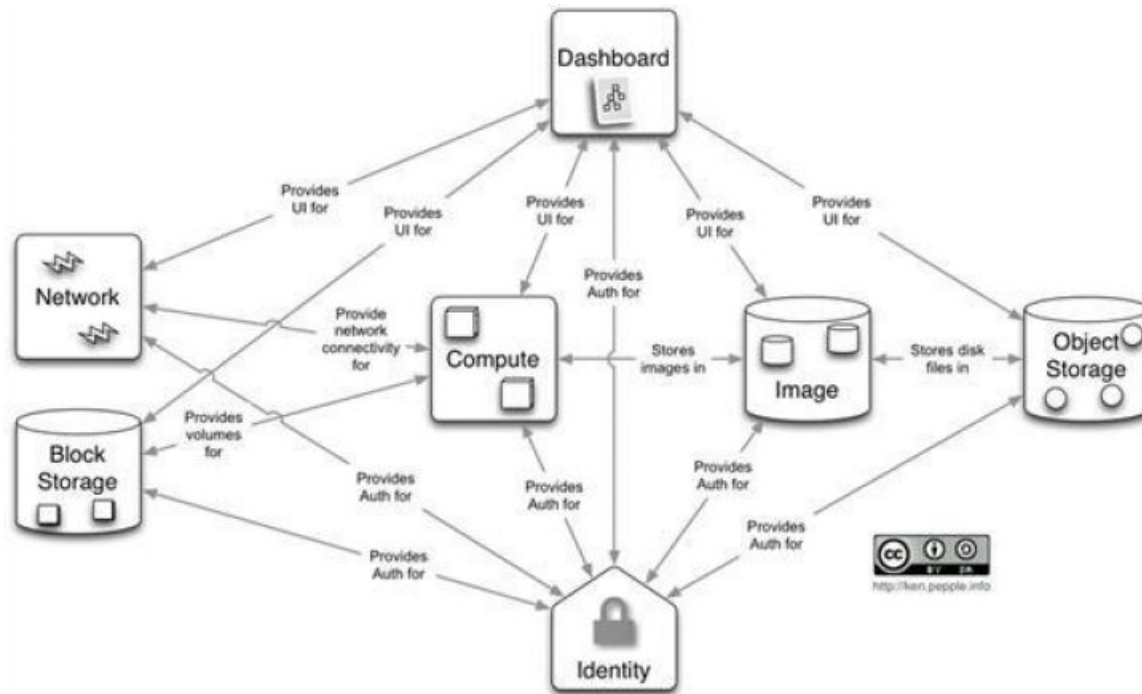 Dashboard
Provides
UI for
Provides
UI for
Provides
UI for
Provides
UI for
Provides
UI for
Network
Provides
Auth for
Provide
network
connectivity
for
Compute
Stores
images in
Image
Stores disk
files in
Object
Storage
Provides
volumes
for
Block
Storage
Provides
Auth for
Provides
Auth for
Provides
Auth for
Provides
Auth for
Provides
Auth for
Identity
cc
BY
SA
http://ken.pepple.info